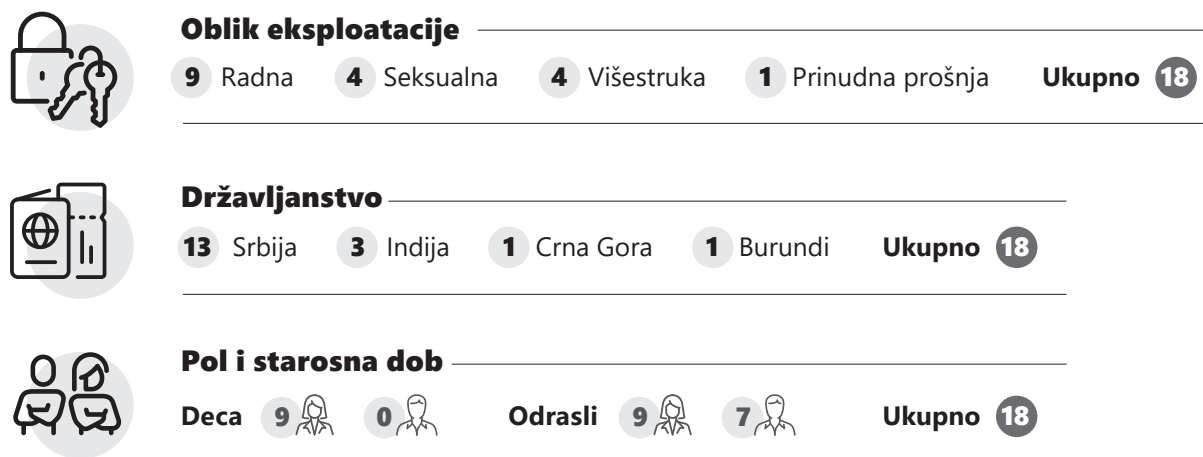 Oblik eksploatacije
9 Radna 4 Seksualna 4 Višestruka 1 Prinudna prošnja Ukupno 18
Državljanstvo
13 Srbija 3 Indija 1 Crna Gora 1 Burundi Ukupno 18
Pol i starosna dob
Deca 9 0 Odrasli 9 7 Ukupno 18